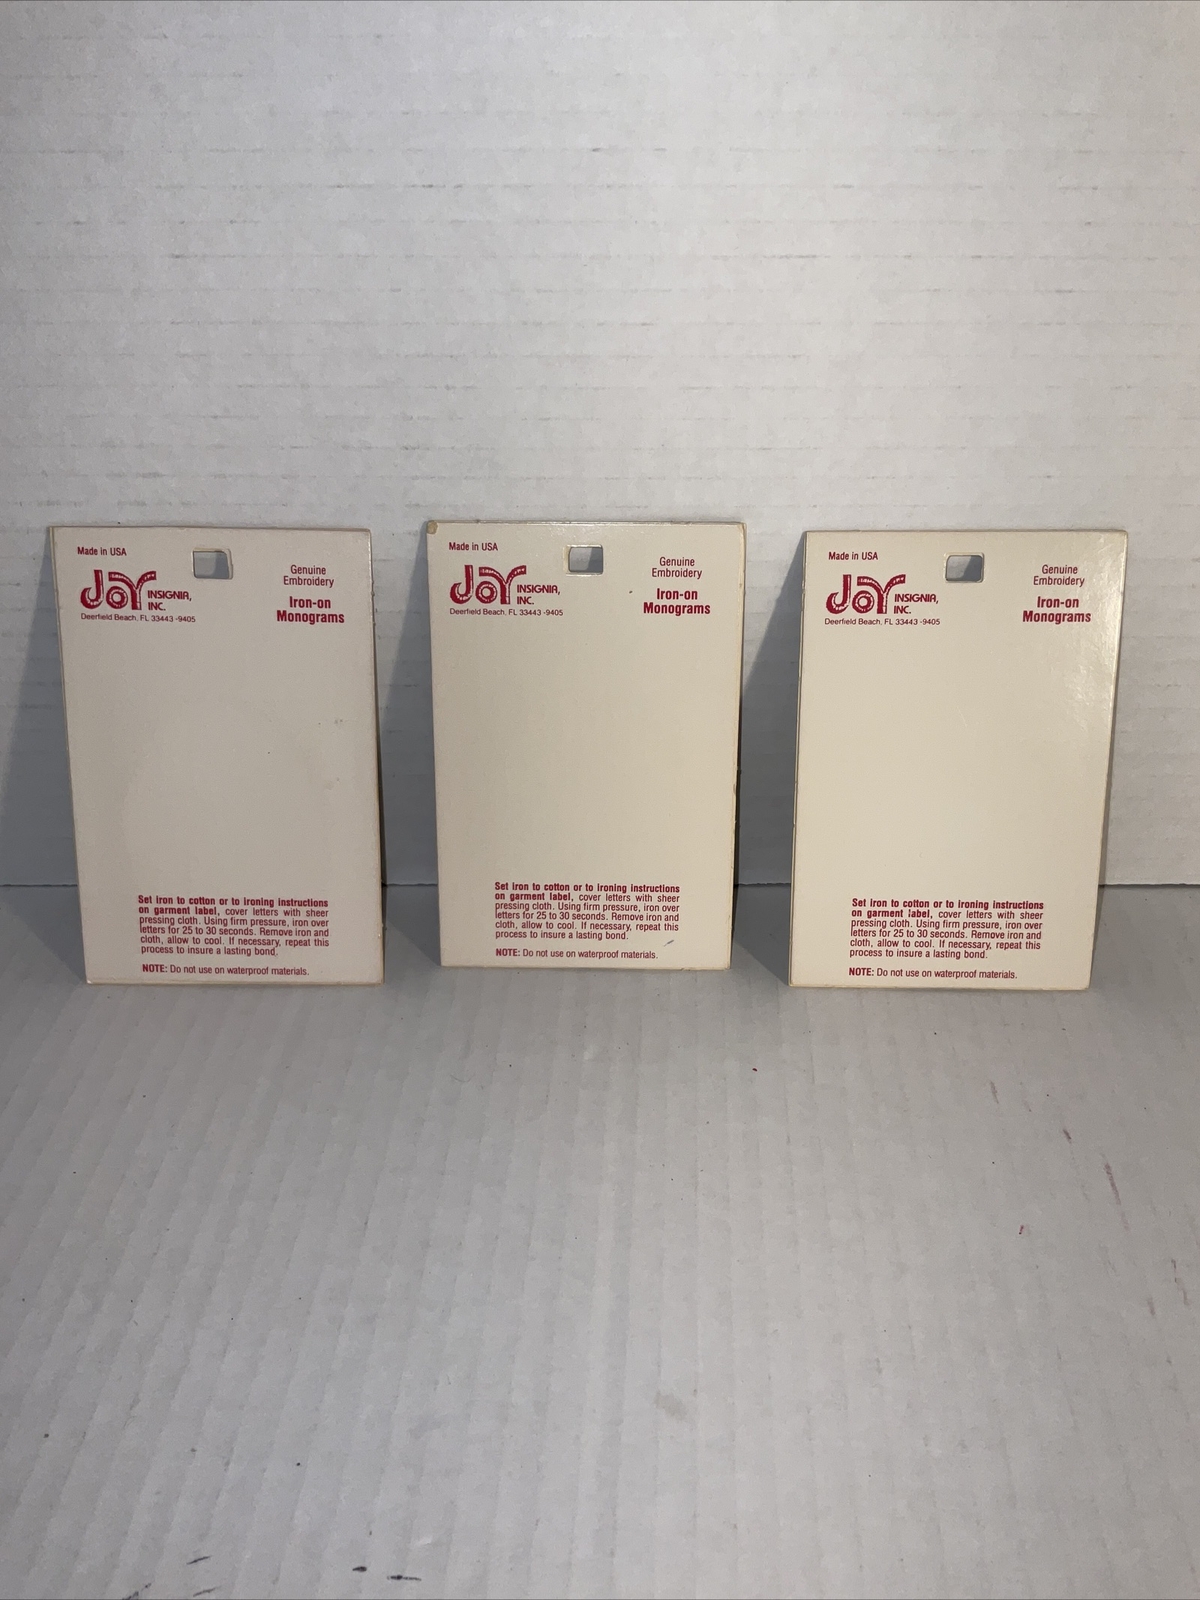 Made in USA
JOY INSIGNIA, INC.
Deerfield Beach, FL 33443 -9405
Genuine
Embroidery
Iron-on
Monograms
Set iron to cotton or to ironing instructions
on garment label, cover letters with sheer
pressing cloth. Using firm pressure, iron over
letters for 25 to 30 seconds. Remove iron and
cloth, allow to cool. If necessary, repeat this
process to insure a lasting bond.
NOTE: Do not use on waterproof materials.
Made in USA
JOY INSIGNIA, INC.
Deerfield Beach, FL 33443 -9405
Genuine
Embroidery
Iron-on
Monograms
Set iron to cotton or to ironing instructions
on garment label, cover letters with sheer
pressing cloth. Using firm pressure, iron over
letters for 25 to 30 seconds. Remove iron and
cloth, allow to cool. If necessary, repeat this
process to insure a lasting bond.
NOTE: Do not use on waterproof materials.
Made in USA
JOY INSIGNIA, INC.
Deerfield Beach, FL 33443 -9405
Genuine
Embroidery
Iron-on
Monograms
Set iron to cotton or to ironing instructions
on garment label, cover letters with sheer
pressing cloth. Using firm pressure, iron over
letters for 25 to 30 seconds. Remove iron and
cloth, allow to cool. If necessary, repeat this
process to insure a lasting bond.
NOTE: Do not use on waterproof materials.